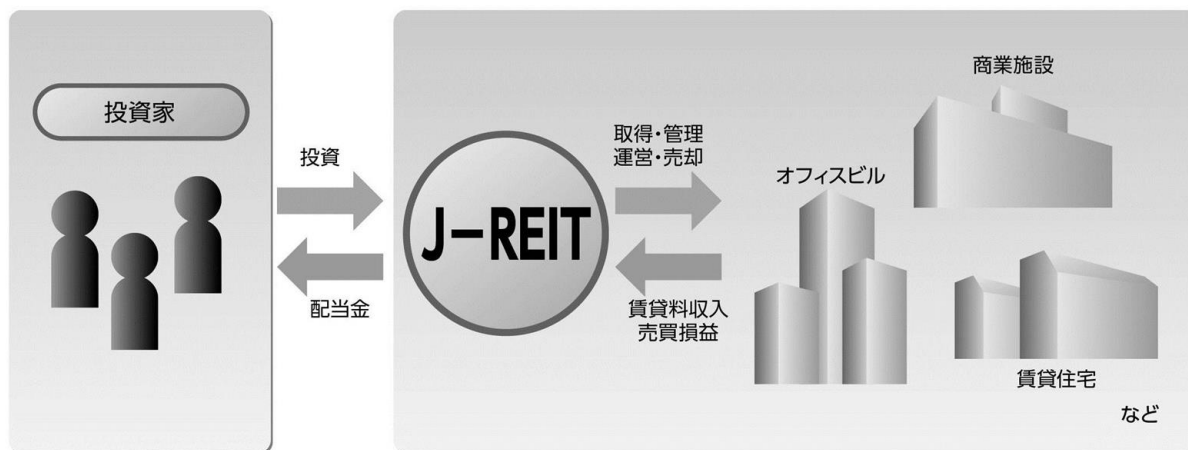 投資家
投資
配当金
J-REIT
取得・管理
運営・売却
賃貸料収入
売買損益
商業施設
オフィスビル
賃貸住宅
など